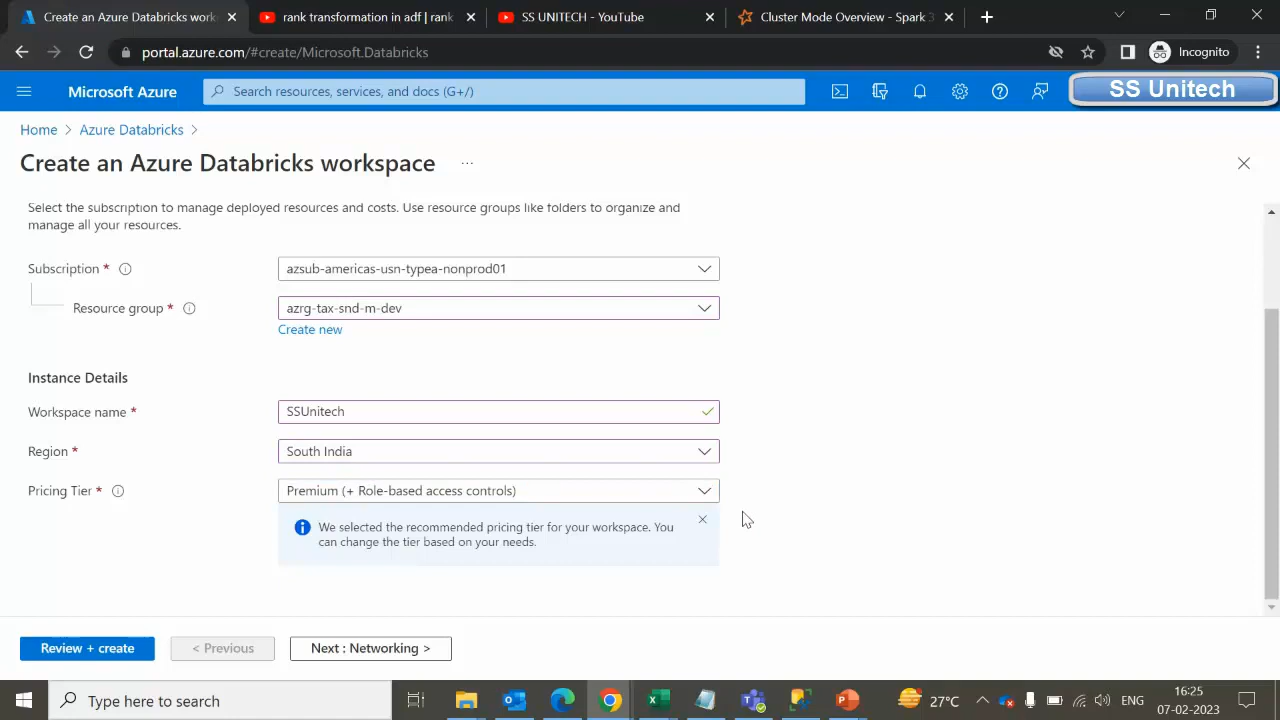 Create an Azure Databricks work
rank transformation in adf | rank
SS UNITECH - YouTube
Cluster Mode Overview - Spark 3
portal.azure.com/#create/Microsoft.Databricks
Incognito
Microsoft Azure
Search resources, services, and docs (G+/)
SS Unitech
Home > Azure Databricks >
Create an Azure Databricks workspace ...
Select the subscription to manage deployed resources and costs. Use resource groups like folders to organize and
manage all your resources.
Subscription *
azsub-americas-usn-typea-nonprod01
Resource group *
azrg-tax-snd-m-dev
Create new
Instance Details
Workspace name *
SSUnitech
Region *
South India
Pricing Tier *
Premium (+ Role-based access controls)
We selected the recommended pricing tier for your workspace. You
can change the tier based on your needs.
Review + create
< Previous
Next : Networking >
Type here to search
27°C
ENG
16:25
07-02-2023